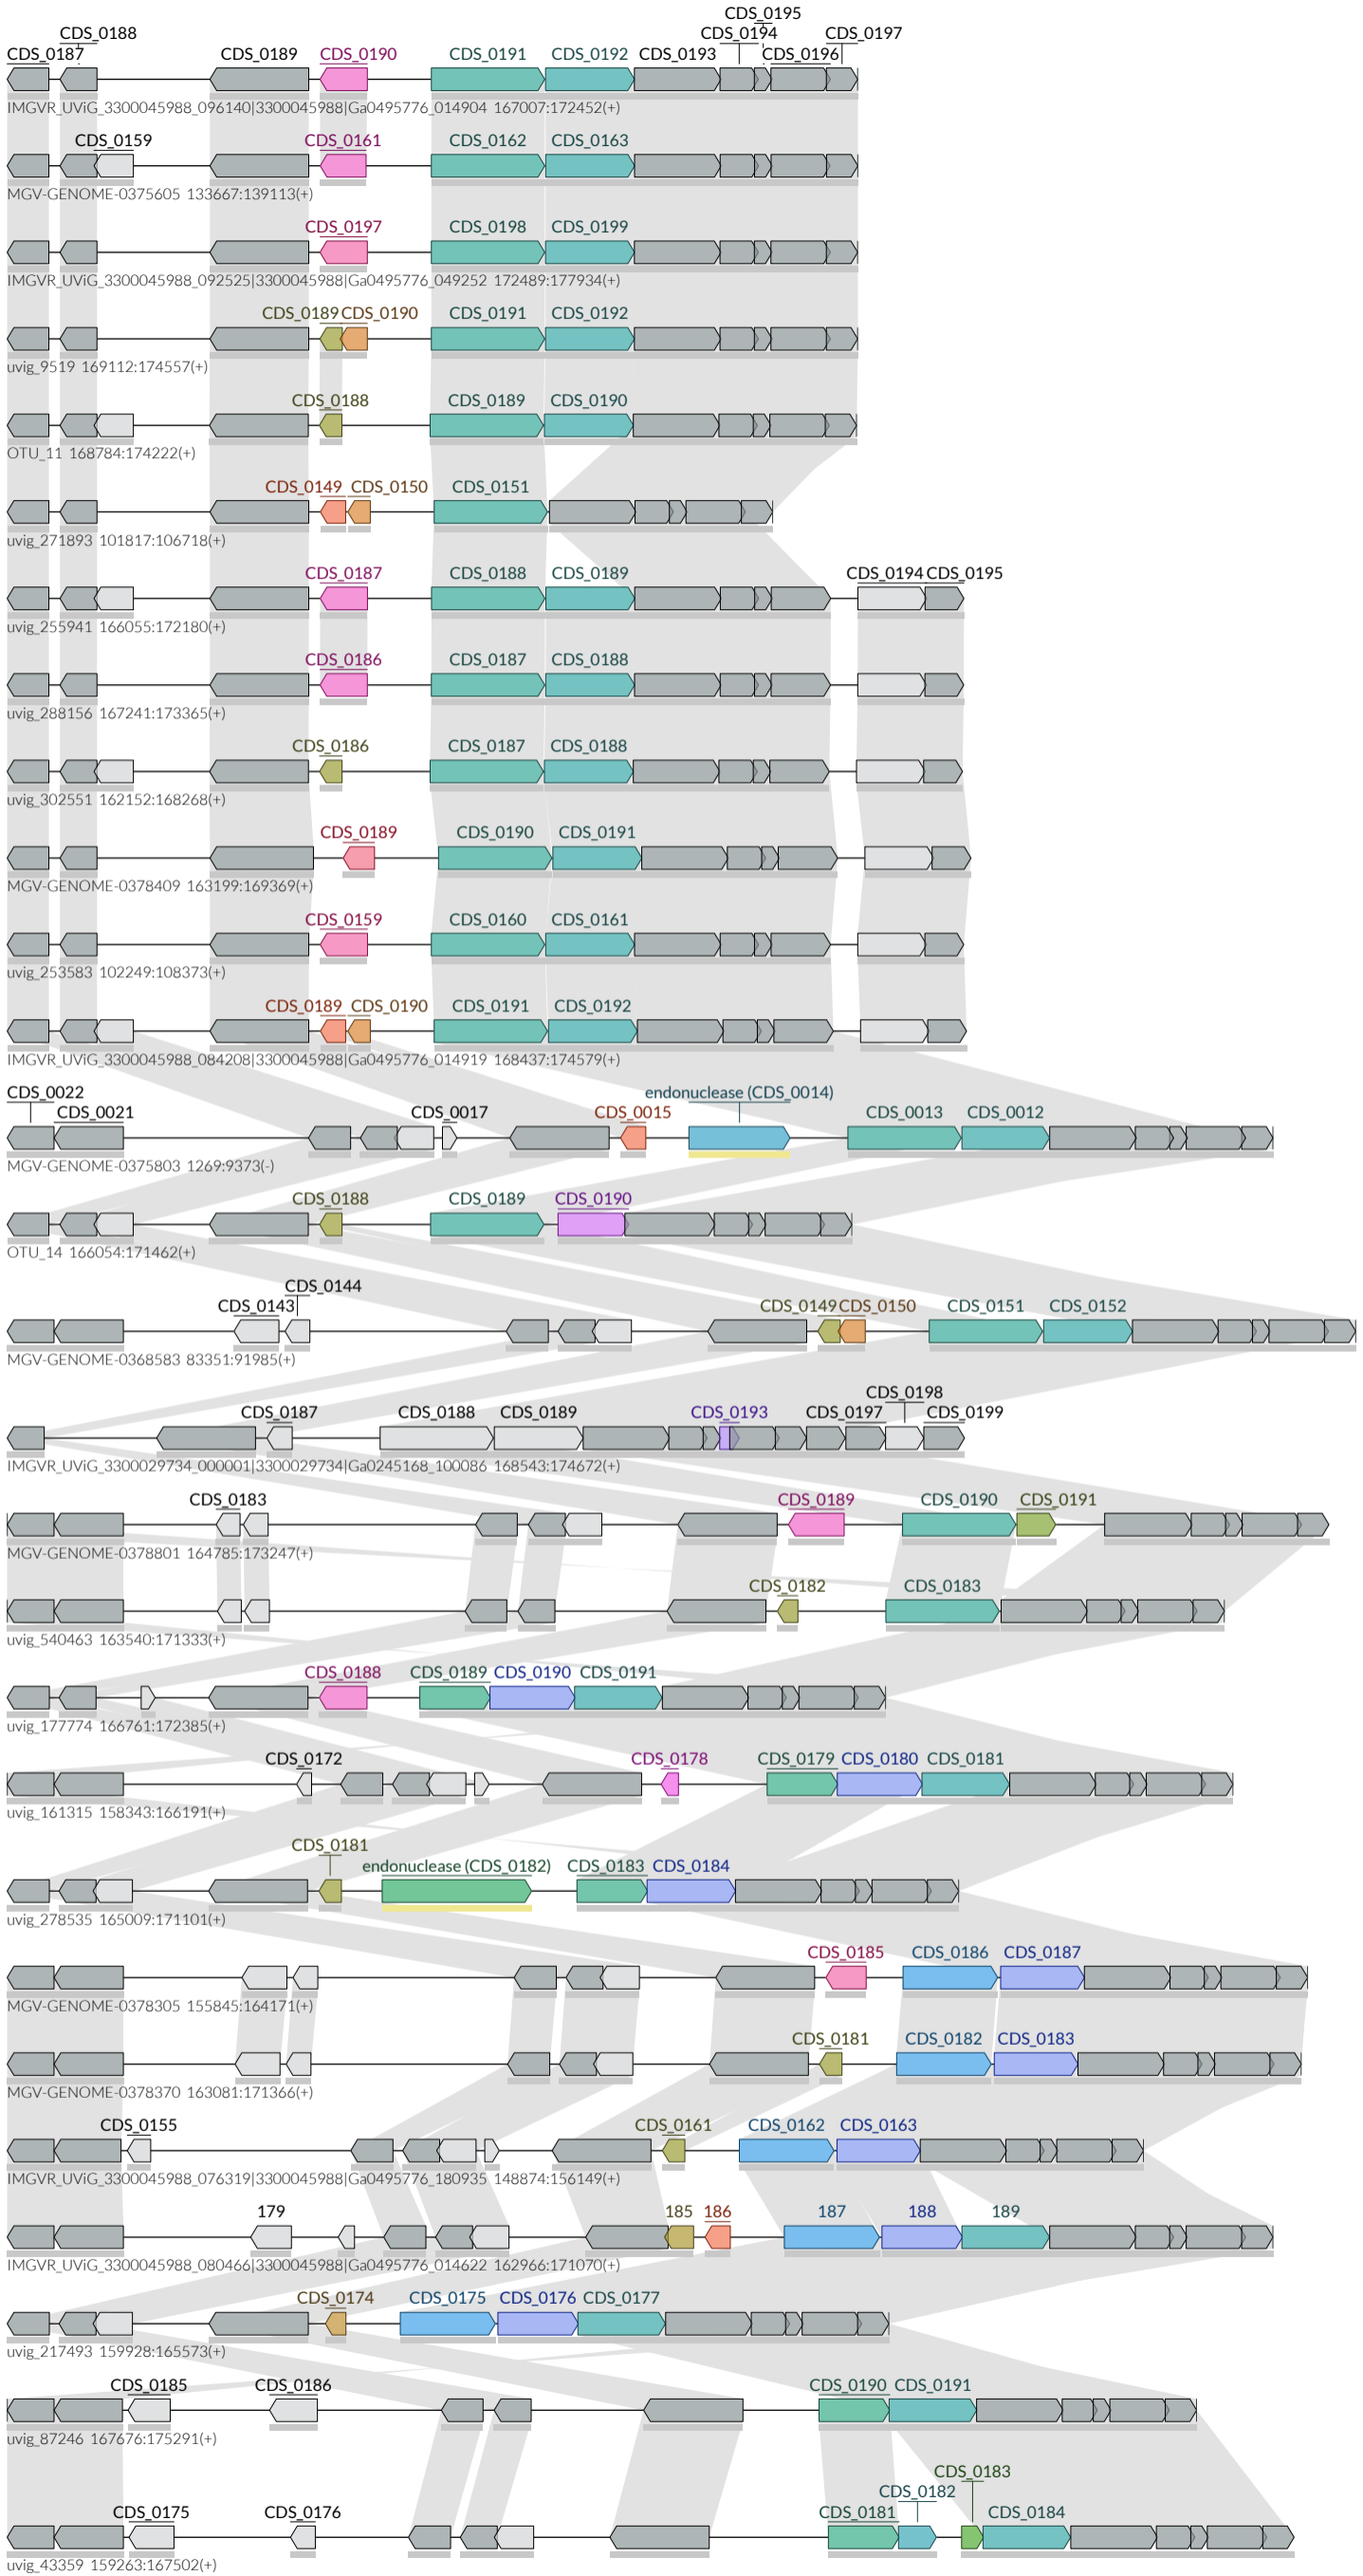 CDS_0195
CDS_0188 CDS_0194 CDS_0197
CDS_0187 CDS_0189 CDS_0190 CDS_0191 CDS_0192 CDS_0193 CDS_0196
IMGVR_UViG_3300045988_096140|3300045988|Ga0495776_014904 167007:172452(+)
CDS_0159 CDS_0161 CDS_0162 CDS_0163
MGV-GENOME-0375605 133667:139113(+)
CDS_0197 CDS_0198 CDS_0199
IMGVR_UViG_3300045988_092525|3300045988|Ga0495776_049252 172489:177934(+)
CDS_0189 CDS_0190 CDS_0191 CDS_0192
uvig_9519 169112:174557(+)
CDS_0188 CDS_0189 CDS_0190
OTU_11 168784:174222(+)
CDS_0149 CDS_0150 CDS_0151
uvig_271893 101817:106718(+)
CDS_0187 CDS_0188 CDS_0189 CDS_0194 CDS_0195
uvig_255941 166055:172180(+)
CDS_0186 CDS_0187 CDS_0188
uvig_288156 167241:173365(+)
CDS_0186 CDS_0187 CDS_0188
uvig_302551 162152:168268(+)
CDS_0189 CDS_0190 CDS_0191
MGV-GENOME-0378409 163199:169369(+)
CDS_0159 CDS_0160 CDS_0161
uvig_253583 102249:108373(+)
CDS_0189 CDS_0190 CDS_0191 CDS_0192
IMGVR_UViG_3300045988_084208|3300045988|Ga0495776_014919 168437:174579(+)
CDS_0022 endonuclease (CDS_0014)
CDS_0021 CDS_0017 CDS_0015 CDS_0013 CDS_0012
MGV-GENOME-0375803 1269:9373(-)
CDS_0188 CDS_0189 CDS_0190
OTU_14 166054:171462(+)
CDS_0144
CDS_0143 CDS_0149 CDS_0150 CDS_0151 CDS_0152
MGV-GENOME-0368583 83351:91985(+)
CDS_0198
CDS_0187 CDS_0188 CDS_0189 CDS_0193 CDS_0197 CDS_0199
IMGVR_UViG_3300029734_000001|3300029734|Ga0245168_100086 168543:174672(+)
CDS_0183 CDS_0189 CDS_0190 CDS_0191
MGV-GENOME-0378801 164785:173247(+)
CDS_0182 CDS_0183
uvig_540463 163540:171333(+)
CDS_0188 CDS_0189 CDS_0190 CDS_0191
uvig_177774 166761:172385(+)
CDS_0172 CDS_0178 CDS_0179 CDS_0180 CDS_0181
uvig_161315 158343:166191(+)
CDS_0181
endonuclease (CDS_0182) CDS_0183 CDS_0184
uvig_278535 165009:171101(+)
CDS_0185 CDS_0186 CDS_0187
MGV-GENOME-0378305 155845:164171(+)
CDS_0181 CDS_0182 CDS_0183
MGV-GENOME-0378370 163081:171366(+)
CDS_0155 CDS_0161 CDS_0162 CDS_0163
IMGVR_UViG_3300045988_076319|3300045988|Ga0495776_180935 148874:156149(+)
179 185 186 187 188 189
IMGVR_UViG_3300045988_080466|3300045988|Ga0495776_014622 162966:171070(+)
CDS_0174 CDS_0175 CDS_0176 CDS_0177
uvig_217493 159928:165573(+)
CDS_0185 CDS_0186 CDS_0190 CDS_0191
uvig_87246 167676:175291(+)
CDS_0183
CDS_0182
CDS_0175 CDS_0176 CDS_0181 CDS_0184
uvig_43359 159263:167502(+)